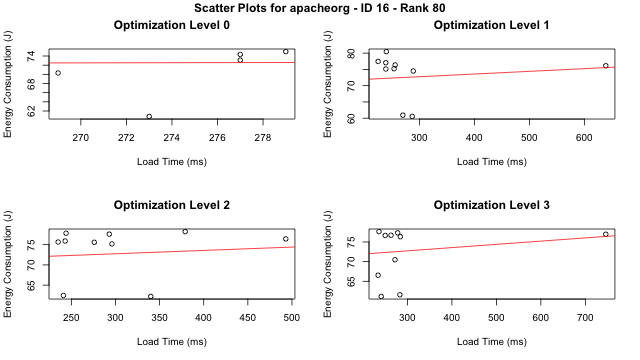 Scatter Plots for apacheorg - ID 16 - Rank 80
Optimization Level 0
Energy Consumption (J)
62 68 74
270 272 274 276 278
Load Time (ms)
Optimization Level 1
Energy Consumption (J)
60 70 80
300 400 500 600
Load Time (ms)
Optimization Level 2
Energy Consumption (J)
65 70 75
250 300 350 400 450 500
Load Time (ms)
Optimization Level 3
Energy Consumption (J)
65 70 75
300 400 500 600 700
Load Time (ms)